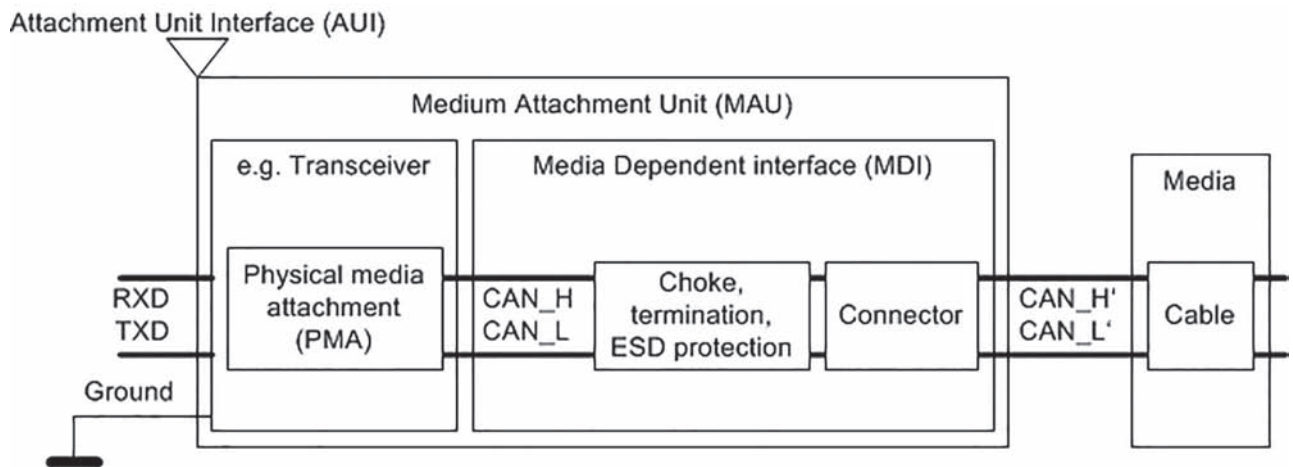 Attachment Unit Interface (AUI)
Medium Attachment Unit (MAU)
e.g. Transceiver
Media Dependent interface (MDI)
Media
RXD
TXD
Physical media
attachment
(PMA)
CAN_H
CAN_L
Choke,
termination,
ESD protection
Connector
CAN_H‘
CAN_L‘
Cable
Ground